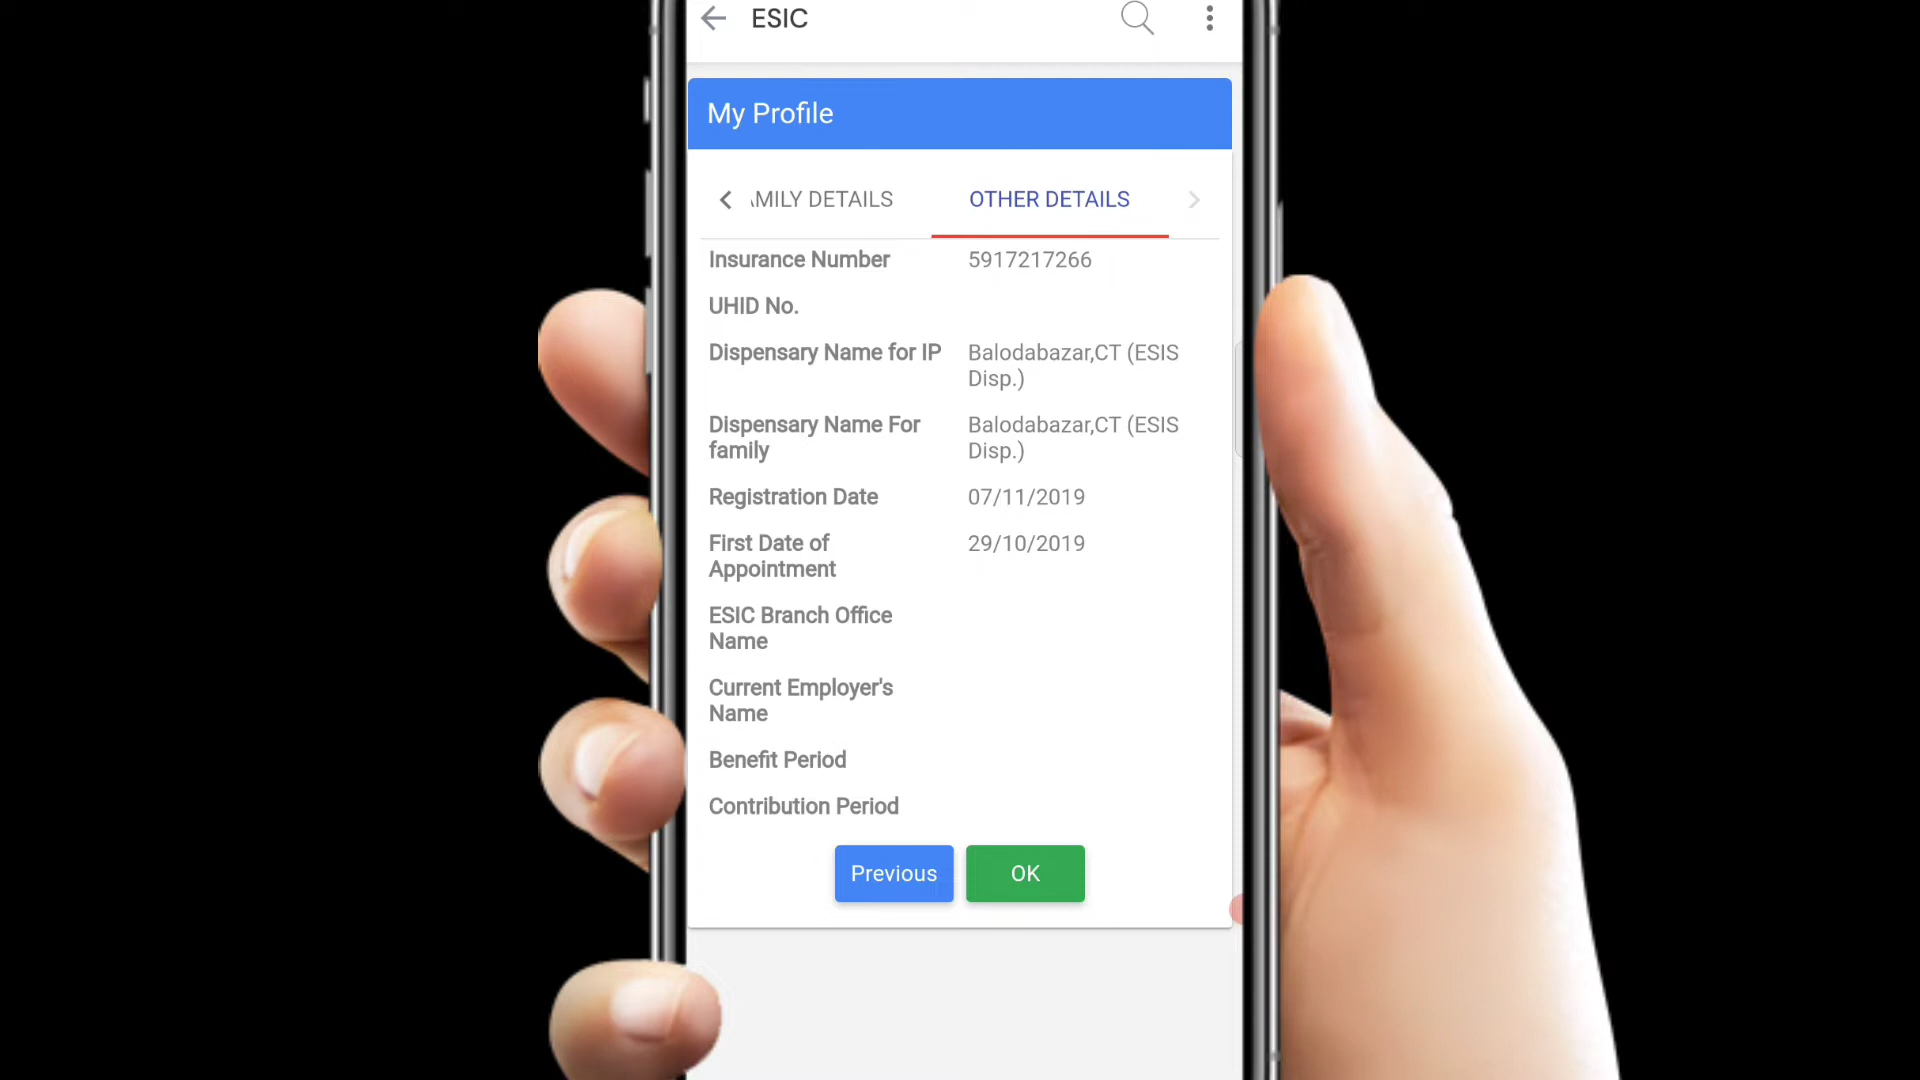 ESIC
My Profile
MILY DETAILS
OTHER DETAILS
Insurance Number 5917217266
UHID No.
Dispensary Name for IP Balodabazar,CT (ESIS
Disp.)
Dispensary Name For Balodabazar,CT (ESIS
family Disp.)
Registration Date 07/11/2019
First Date of 29/10/2019
Appointment
ESIC Branch Office
Name
Current Employer's
Name
Benefit Period
Contribution Period
Previous OK